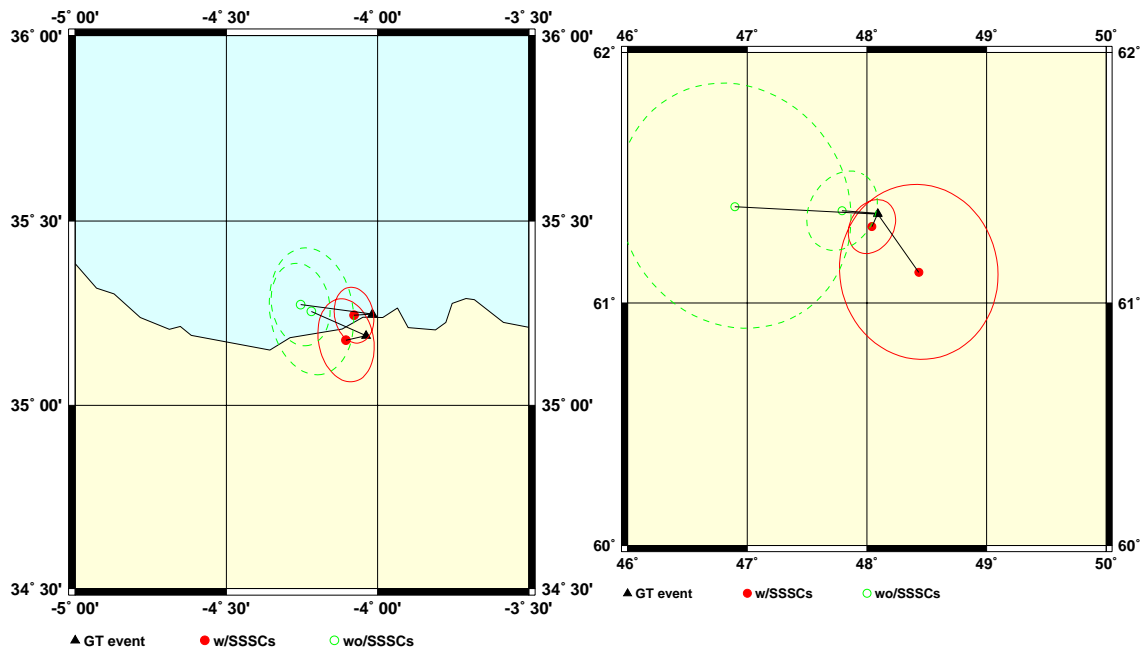 -5˚ 00' -4˚ 30' -4˚ 00' -3˚ 30'
36˚ 00' 36˚ 00'
35˚ 30' 35˚ 30'
35˚ 00' 35˚ 00'
34˚ 30' 34˚ 30'
-5˚ 00' -4˚ 30' -4˚ 00' -3˚ 30'
GT event w/SSSCs wo/SSSCs
46˚ 47˚ 48˚ 49˚ 50˚
62˚ 62˚
61˚ 61˚
60˚ 60˚
46˚ 47˚ 48˚ 49˚ 50˚
GT event w/SSSCs wo/SSSCs